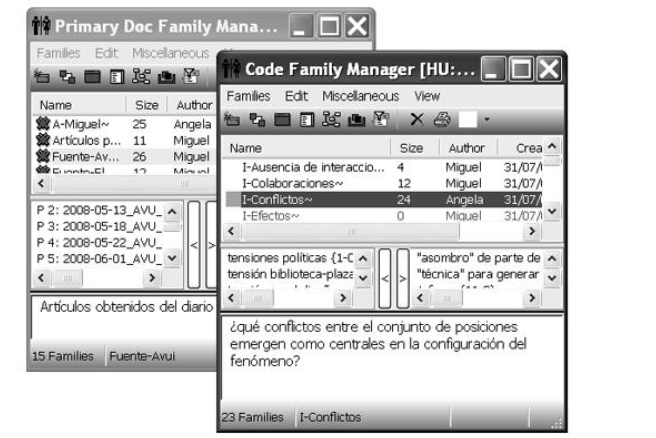 Primary Doc Family Mana...
Families Edit Miscellaneous
Name Size Author
A-Miguel~ 25 Angela
Artículos p... 11 Miguel
Fuente-Av... 26 Miguel
12 Miguel
P 2: 2008-05-13_AVU_
P 3: 2008-05-18_AVU_
P 4: 2008-05-22_AVU_
P 5: 2008-06-01_AVU_
Artículos obtenidos del diario
15 Families Fuente-Avui
Code Family Manager [HU:...
Families Edit Miscellaneous View
Name Size Author Crea
I-Ausencia de interaccio... 4 Miguel 31/07/
I-Colaboraciones~ 12 Miguel 31/07/
I-Conflictos~ 24 Angela 31/07/
I-Efectos~ 0 Miguel 31/07/
tensiones políticas {1-0
tensión biblioteca-plaza
"asombro" de parte de
"técnica" para generar
¿qué conflictos entre el conjunto de posiciones
emergen como centrales en la configuración del
fenómeno?
23 Families I-Conflictos